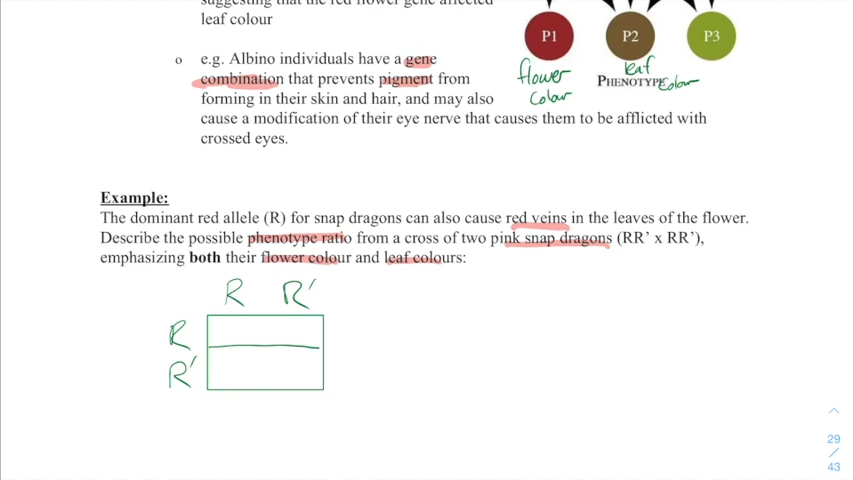 suggesting that the red flower gene affected
leaf colour
o e.g. Albino individuals have a gene
combination that prevents pigment from
forming in their skin and hair, and may also
cause a modification of their eye nerve that causes them to be afflicted with
crossed eyes.
P1 P2 P3
flower
colour
leaf
colour
PHENOTYPE
Example:
The dominant red allele (R) for snap dragons can also cause red veins in the leaves of the flower.
Describe the possible phenotype ratio from a cross of two pink snap dragons (RR' x RR'),
emphasizing both their flower colour and leaf colours:
R R'
R
R'
29
/
43